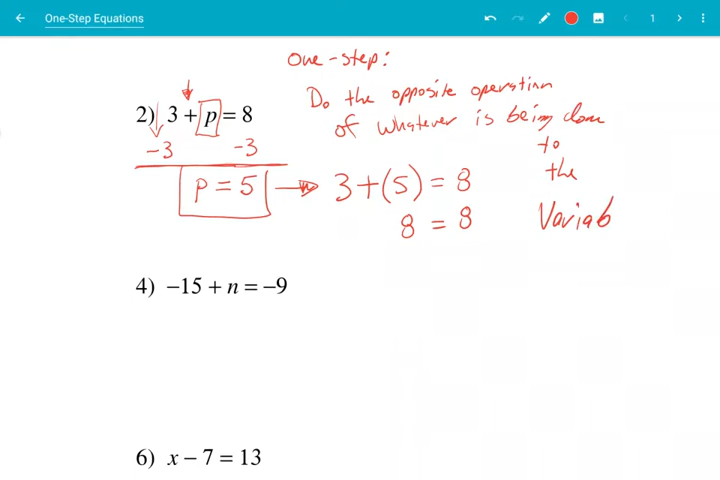 One-Step Equations
1
One-step:
Do the opposite operation
of whatever is being done
to
the
Variab
2) 3 + p = 8
-3 -3
p = 5 → 3 + (5) = 8
8 = 8
4) −15 + n = −9
6) x − 7 = 13